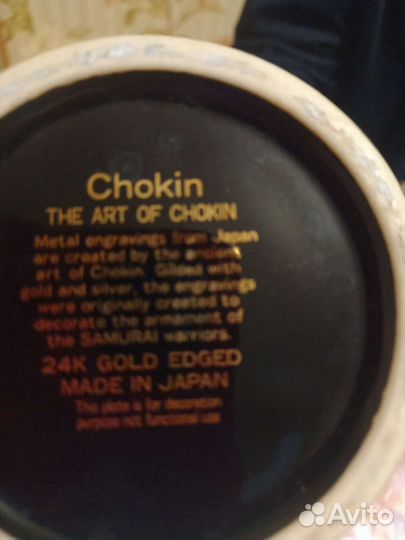 Chokin
THE ART OF CHOKIN
Metal engravings from Japan
are created by the ancient
art of Chokin. Gilded with
gold and silver, the engravings
were originally created to
decorate the armament of
the SAMURAI warriors.
24K GOLD EDGED
MADE IN JAPAN
This plate is for decoration
purpose not functional use
Avito